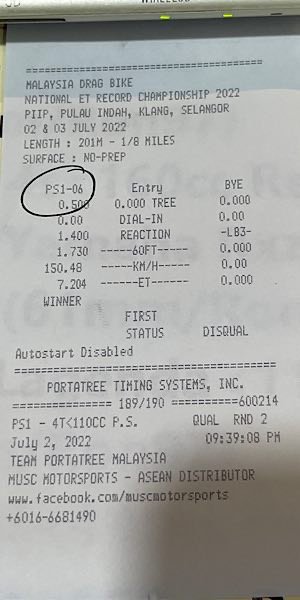 ==========================================
MALAYSIA DRAG BIKE
NATIONAL ET RECORD CHAMPIONSHIP 2022
PIIP, PULAU INDAH, KLANG, SELANGOR
02 & 03 JULY 2022
LENGTH : 201M - 1/8 MILES
SURFACE : NO-PREP
PS1-06 Entry BYE
0.500 0.000 TREE 0.000
0.00 DIAL-IN 0.00
1.400 REACTION -LB3-
1.730 -----60FT----- 0.000
150.48 -----KM/H----- 0.00
7.204 ------ET------ 0.000
WINNER
FIRST
STATUS DISQUAL
Autostart Disabled
==========================================
PORTATREE TIMING SYSTEMS, INC.
=============== 189/190 ==========600214
PS1 - 4T<110CC P.S. QUAL RND 2
July 2, 2022 09:39:08 PM
TEAM PORTATREE MALAYSIA
MUSC MOTORSPORTS - ASEAN DISTRIBUTOR
www.facebook.com/muscmotorsports
+6016-6681490